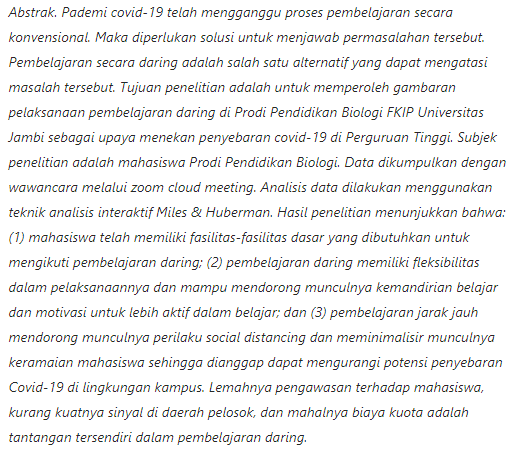 Abstrak. Pademi covid-19 telah mengganggu proses pembelajaran secara
konvensional. Maka diperlukan solusi untuk menjawab permasalahan tersebut.
Pembelajaran secara daring adalah salah satu alternatif yang dapat mengatasi
masalah tersebut. Tujuan penelitian adalah untuk memperoleh gambaran
pelaksanaan pembelajaran daring di Prodi Pendidikan Biologi FKIP Universitas
Jambi sebagai upaya menekan penyebaran covid-19 di Perguruan Tinggi. Subjek
penelitian adalah mahasiswa Prodi Pendidikan Biologi. Data dikumpulkan dengan
wawancara melalui zoom cloud meeting. Analisis data dilakukan menggunakan
teknik analisis interaktif Miles & Huberman. Hasil penelitian menunjukkan bahwa:
(1) mahasiswa telah memiliki fasilitas-fasilitas dasar yang dibutuhkan untuk
mengikuti pembelajaran daring; (2) pembelajaran daring memiliki fleksibilitas
dalam pelaksanaannya dan mampu mendorong munculnya kemandirian belajar
dan motivasi untuk lebih aktif dalam belajar; dan (3) pembelajaran jarak jauh
mendorong munculnya perilaku social distancing dan meminimalisir munculnya
keramaian mahasiswa sehingga dianggap dapat mengurangi potensi penyebaran
Covid-19 di lingkungan kampus. Lemahnya pengawasan terhadap mahasiswa,
kurang kuatnya sinyal di daerah pelosok, dan mahalnya biaya kuota adalah
tantangan tersendiri dalam pembelajaran daring.